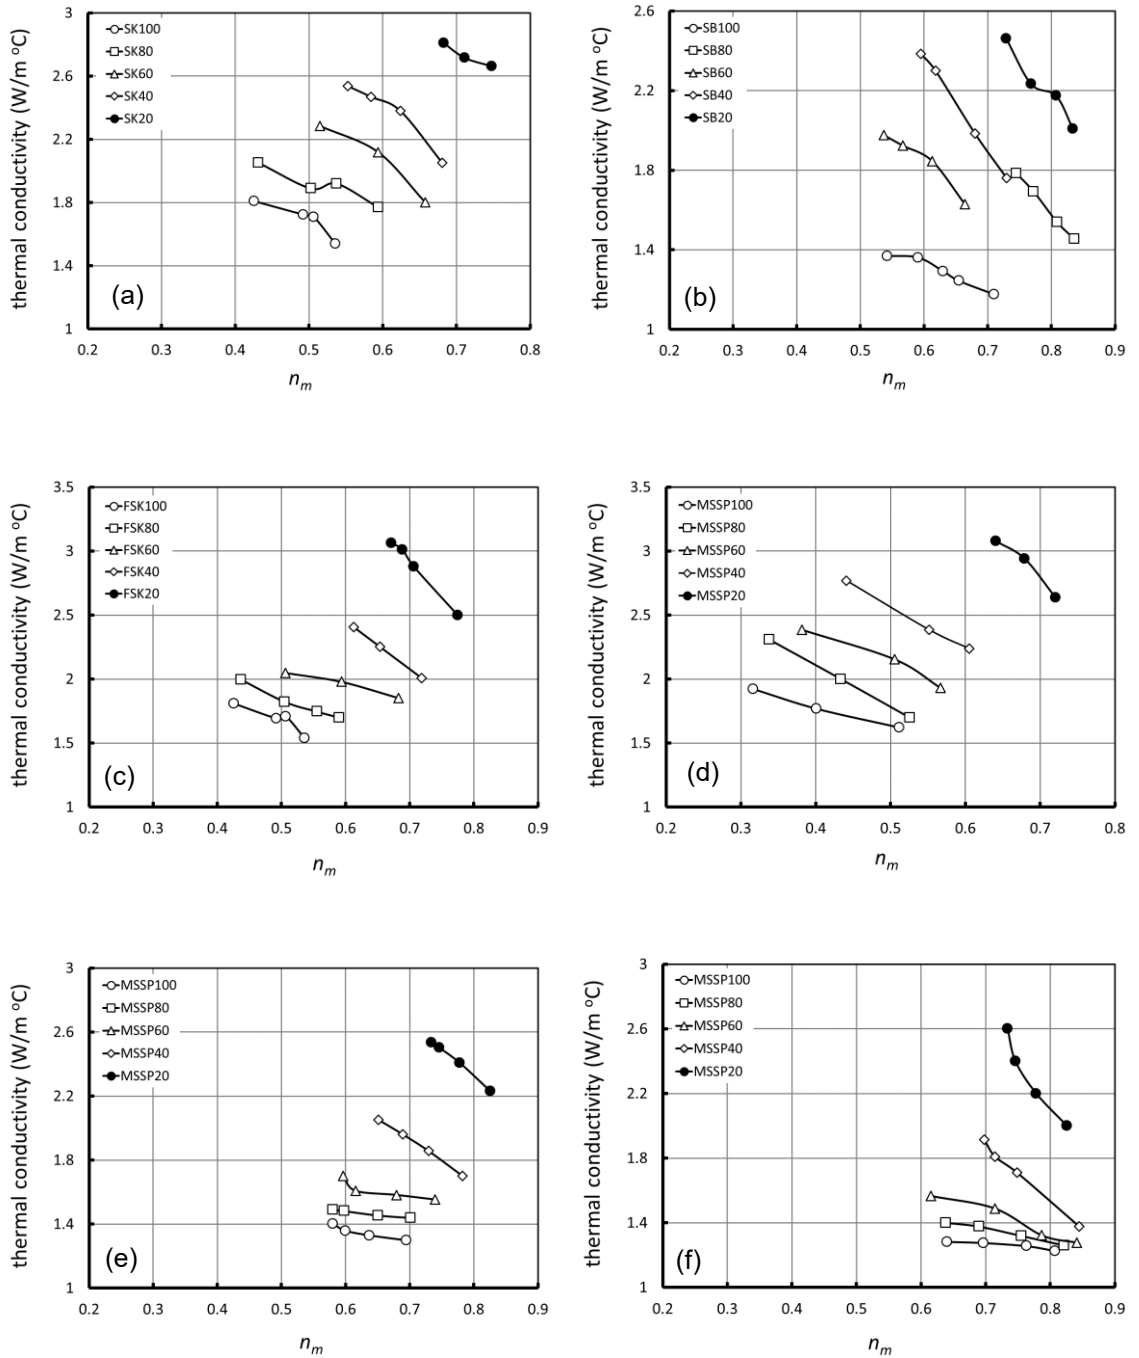 thermal conductivity (W/m °C)
3
2.6
2.2
1.8
1.4
1
SK100
SK80
SK60
SK40
SK20
(a)
0.2 0.3 0.4 0.5 0.6 0.7 0.8
nm
thermal conductivity (W/m °C)
2.6
2.2
1.8
1.4
1
SB100
SB80
SB60
SB40
SB20
(b)
0.2 0.3 0.4 0.5 0.6 0.7 0.8 0.9
nm
thermal conductivity (W/m °C)
3.5
3
2.5
2
1.5
1
FSK100
FSK80
FSK60
FSK40
FSK20
(c)
0.2 0.3 0.4 0.5 0.6 0.7 0.8 0.9
nm
thermal conductivity (W/m °C)
3.5
3
2.5
2
1.5
1
MSSP100
MSSP80
MSSP60
MSSP40
MSSP20
(d)
0.2 0.3 0.4 0.5 0.6 0.7 0.8
nm
thermal conductivity (W/m °C)
3
2.6
2.2
1.8
1.4
1
MSSP100
MSSP80
MSSP60
MSSP40
MSSP20
(e)
0.2 0.3 0.4 0.5 0.6 0.7 0.8 0.9
nm
thermal conductivity (W/m °C)
3
2.6
2.2
1.8
1.4
1
MSSP100
MSSP80
MSSP60
MSSP40
MSSP20
(f)
0.2 0.3 0.4 0.5 0.6 0.7 0.8 0.9
nm